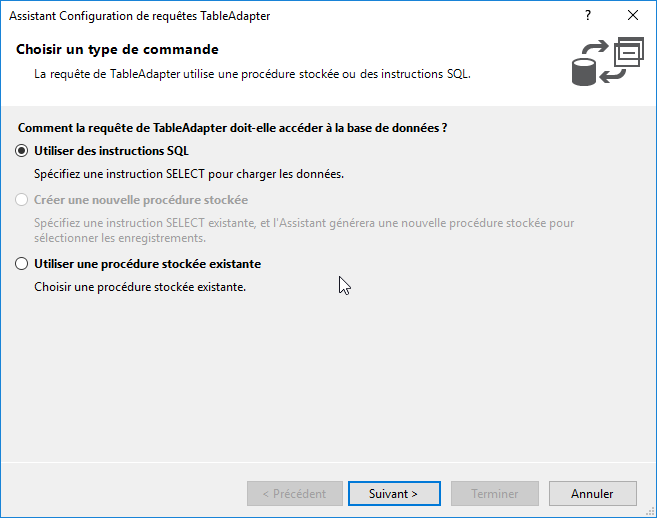 Assistant Configuration de requêtes TableAdapter
?
Choisir un type de commande
La requête de TableAdapter utilise une procédure stockée ou des instructions SQL.
Comment la requête de TableAdapter doit-elle accéder à la base de données ?
Utiliser des instructions SQL
Spécifiez une instruction SELECT pour charger les données.
Créer une nouvelle procédure stockée
Spécifiez une instruction SELECT existante, et l'Assistant générera une nouvelle procédure stockée pour
sélectionner les enregistrements.
Utiliser une procédure stockée existante
Choisir une procédure stockée existante.
< Précédent
Suivant >
Terminer
Annuler